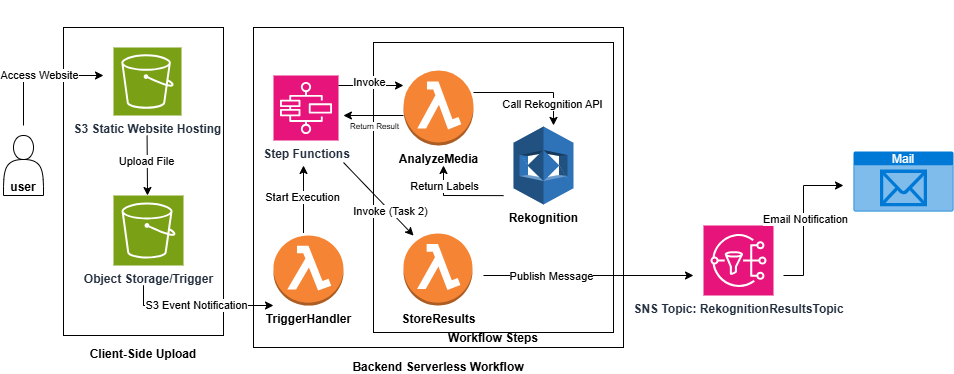 Access Website
user
S3 Static Website Hosting
Upload File
Object Storage/Trigger
S3 Event Notification
Client-Side Upload
Step Functions
Start Execution
TriggerHandler
Invoke
Return Result
Invoke (Task 2)
AnalyzeMedia
Call Rekognition API
Return Labels
Rekognition
StoreResults
Workflow Steps
Backend Serverless Workflow
Publish Message
SNS Topic: RekognitionResultsTopic
Email Notification
Mail